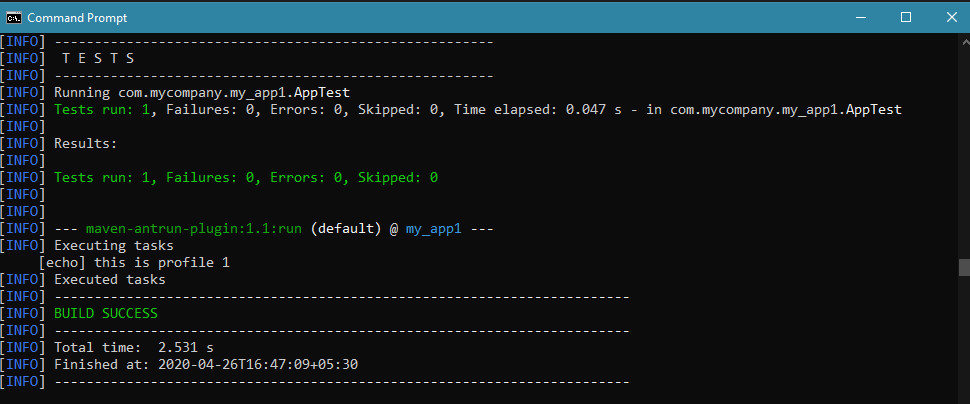 Command Prompt
[INFO] -------------------------------------------------------
[INFO]  T E S T S
[INFO] -------------------------------------------------------
[INFO] Running com.mycompany.my_app1.AppTest
[INFO] Tests run: 1, Failures: 0, Errors: 0, Skipped: 0, Time elapsed: 0.047 s - in com.mycompany.my_app1.AppTest
[INFO]
[INFO] Results:
[INFO]
[INFO] Tests run: 1, Failures: 0, Errors: 0, Skipped: 0
[INFO]
[INFO]
[INFO] --- maven-antrun-plugin:1.1:run (default) @ my_app1 ---
[INFO] Executing tasks
     [echo] this is profile 1
[INFO] Executed tasks
[INFO] ------------------------------------------------------------------------
[INFO] BUILD SUCCESS
[INFO] ------------------------------------------------------------------------
[INFO] Total time:  2.531 s
[INFO] Finished at: 2020-04-26T16:47:09+05:30
[INFO] ------------------------------------------------------------------------